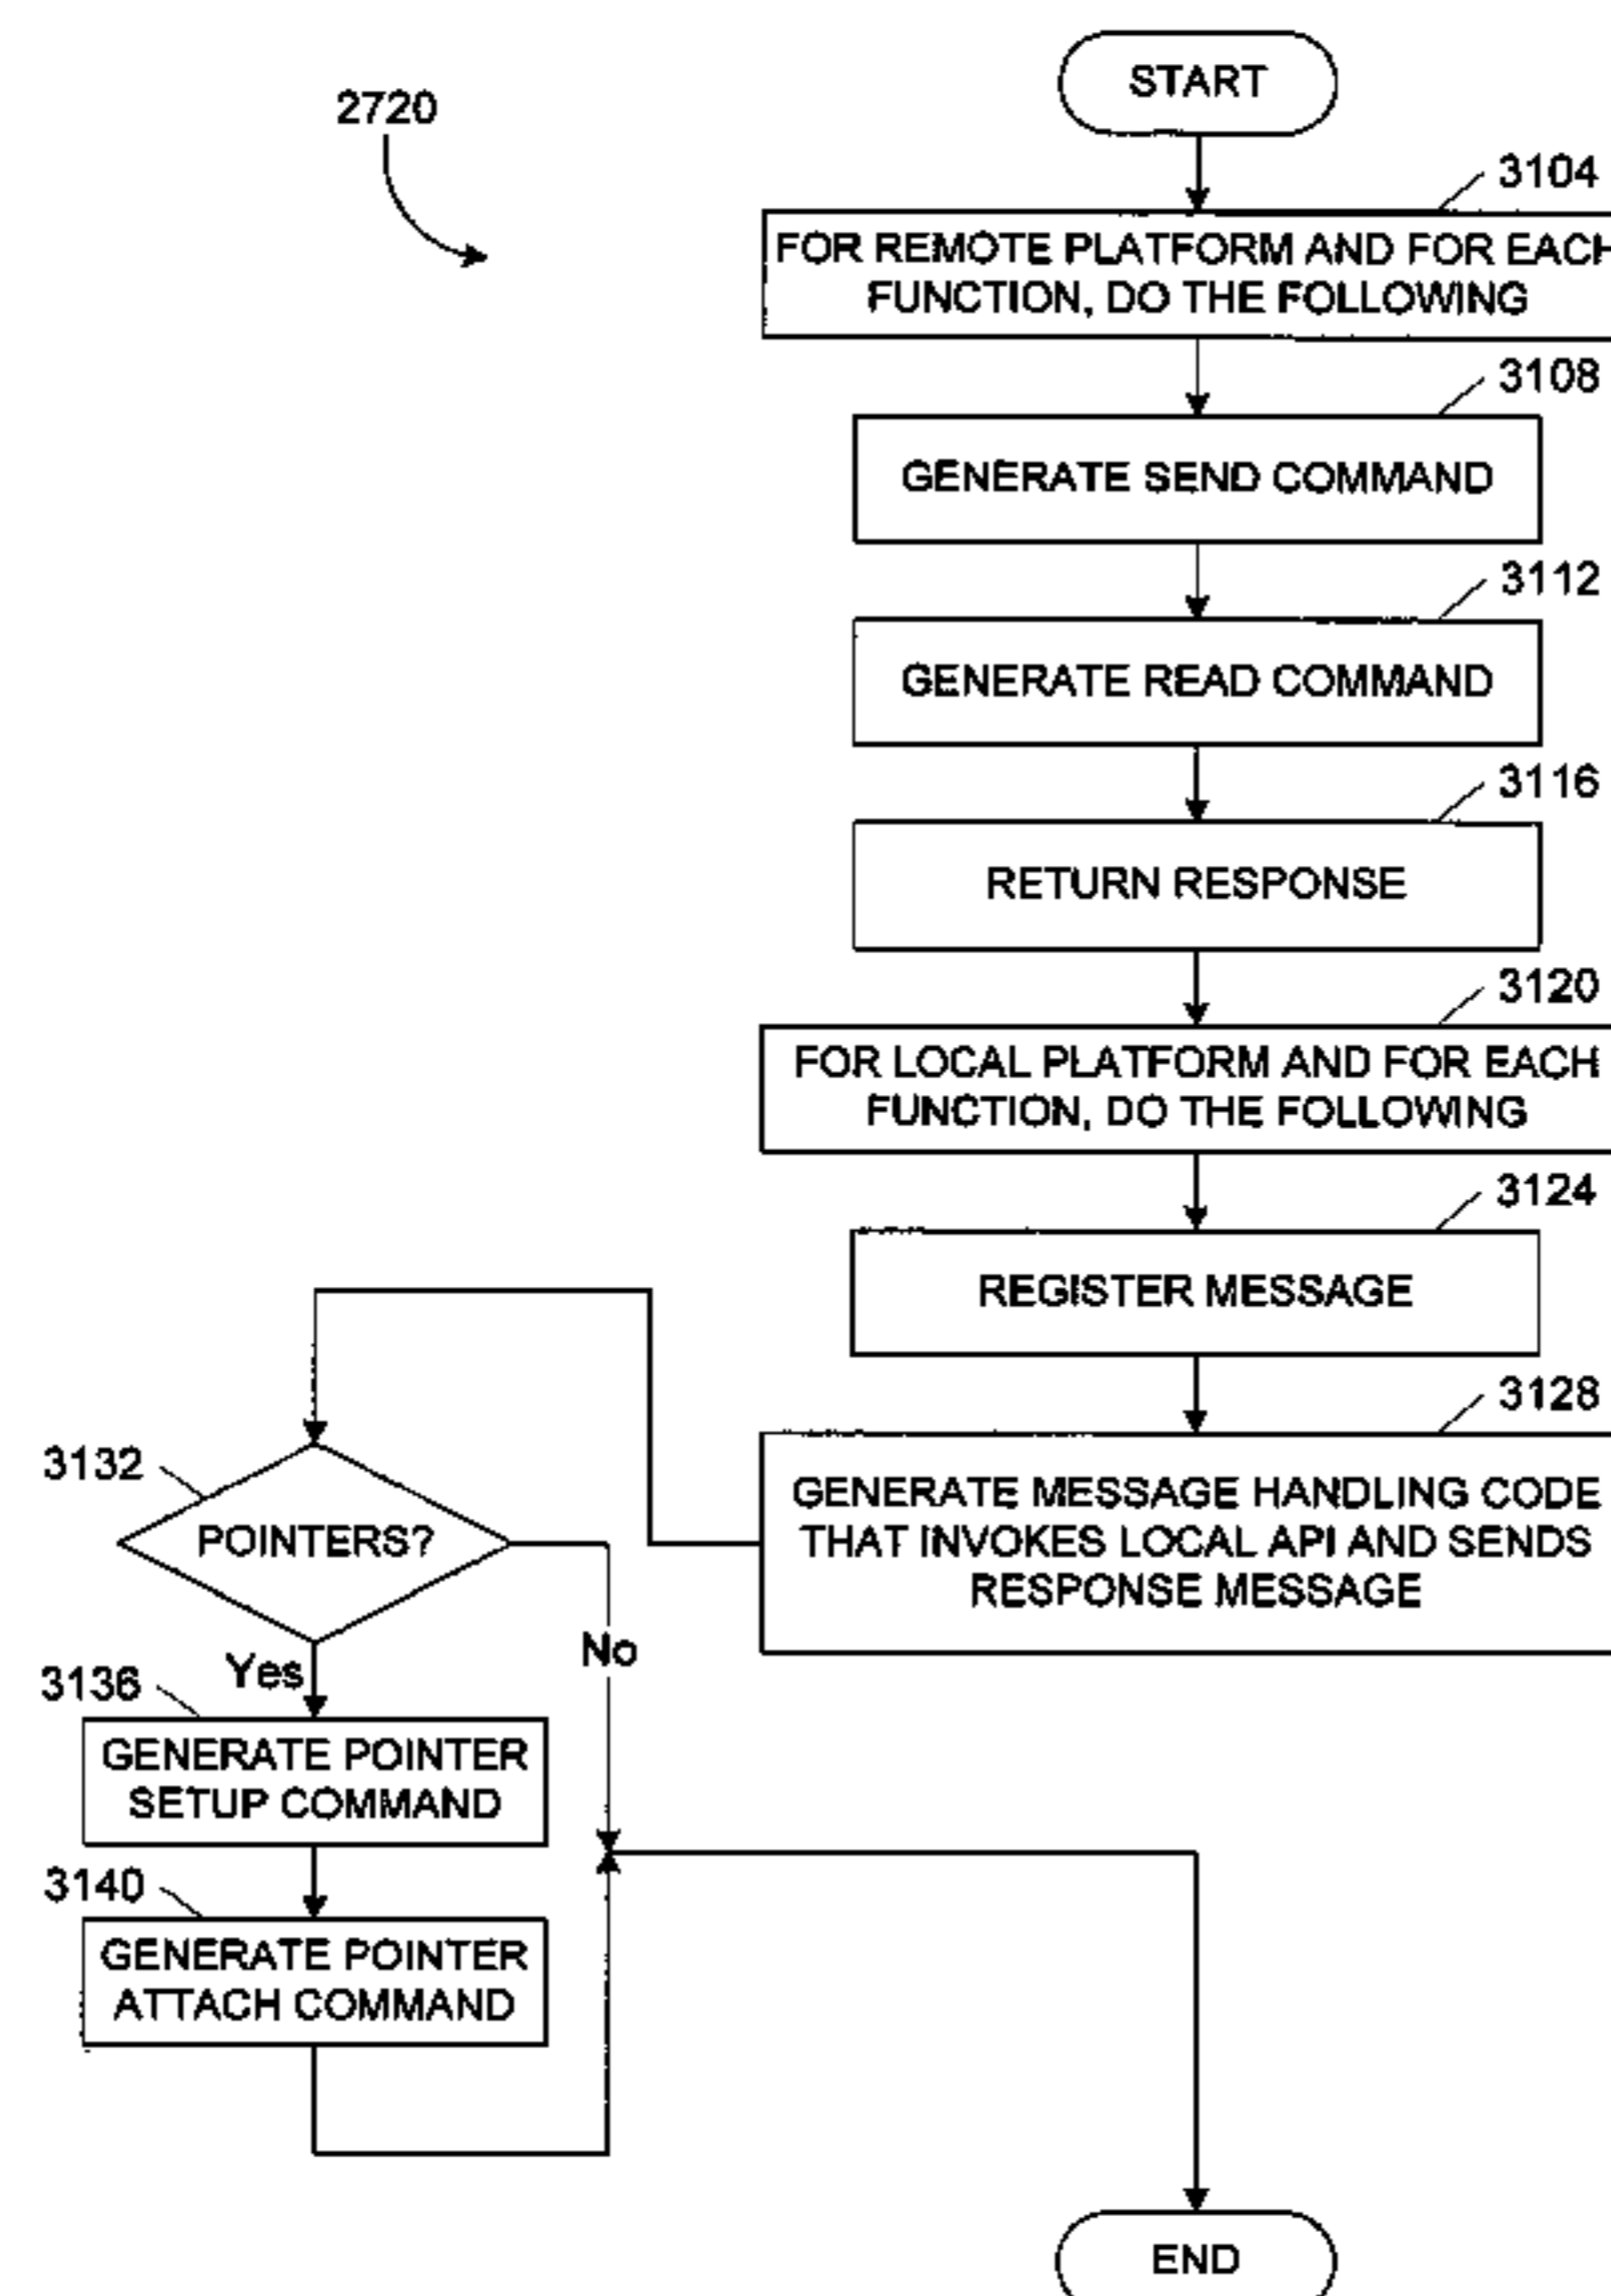 START
2720
3104
FOR REMOTE PLATFORM AND FOR EACH
FUNCTION, DO THE FOLLOWING
3108
GENERATE SEND COMMAND
3112
GENERATE READ COMMAND
3116
RETURN RESPONSE
3120
FOR LOCAL PLATFORM AND FOR EACH
FUNCTION, DO THE FOLLOWING
3124
REGISTER MESSAGE
3128
GENERATE MESSAGE HANDLING CODE
THAT INVOKES LOCAL API AND SENDS
RESPONSE MESSAGE
3132
POINTERS?
No
Yes
3136
GENERATE POINTER
SETUP COMMAND
3140
GENERATE POINTER
ATTACH COMMAND
END